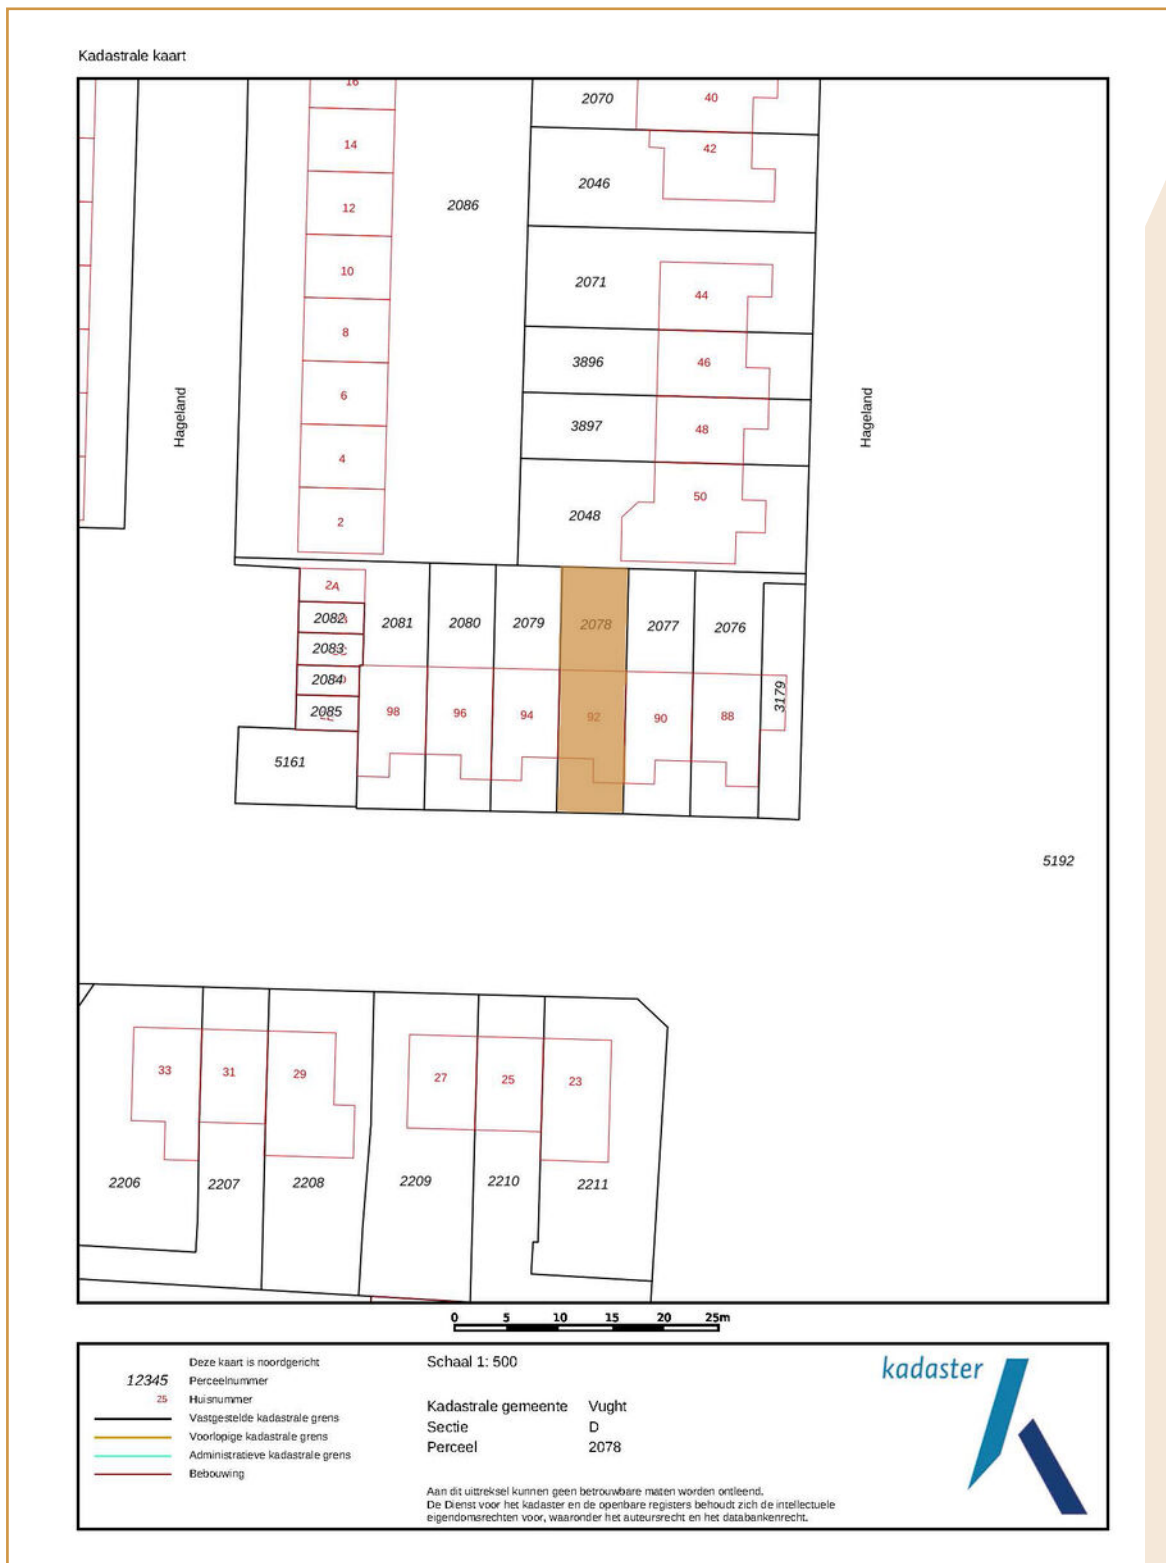 Kadastrale kaart
16
2070
40
14
42
2046
12
2086
10
2071
44
8
3896
46
6
Hageland
Hageland
3897
48
4
50
2
2048
2A
2082
2081
2080
2079
2078
2077
2076
2083
2084
3179
2085
98
96
94
92
90
88
5161
5192
33
31
29
27
25
23
2206
2207
2208
2209
2210
2211
0 5 10 15 20 25m
Deze kaart is noordgericht
12345 Perceelnummer
25 Huisnummer
Vastgestelde kadastrale grens
Voorlopige kadastrale grens
Administratieve kadastrale grens
Bebouwing
Schaal 1: 500
Kadastrale gemeente Vught
Sectie D
Perceel 2078
Aan dit uittreksel kunnen geen betrouwbare maten worden ontleend.
De Dienst voor het kadaster en de openbare registers behoudt zich de intellectuele
eigendomsrechten voor, waaronder het auteursrecht en het databankenrecht.
kadaster